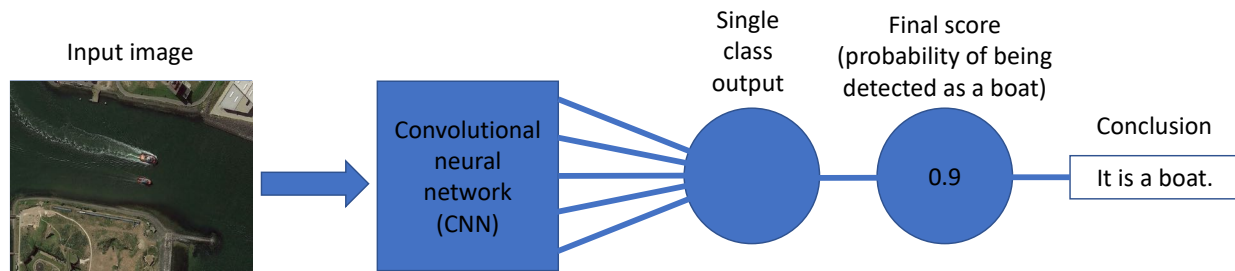 Input image
Convolutional
neural
network
(CNN)
Single
class
output
Final score
(probability of being
detected as a boat)
0.9
Conclusion
It is a boat.